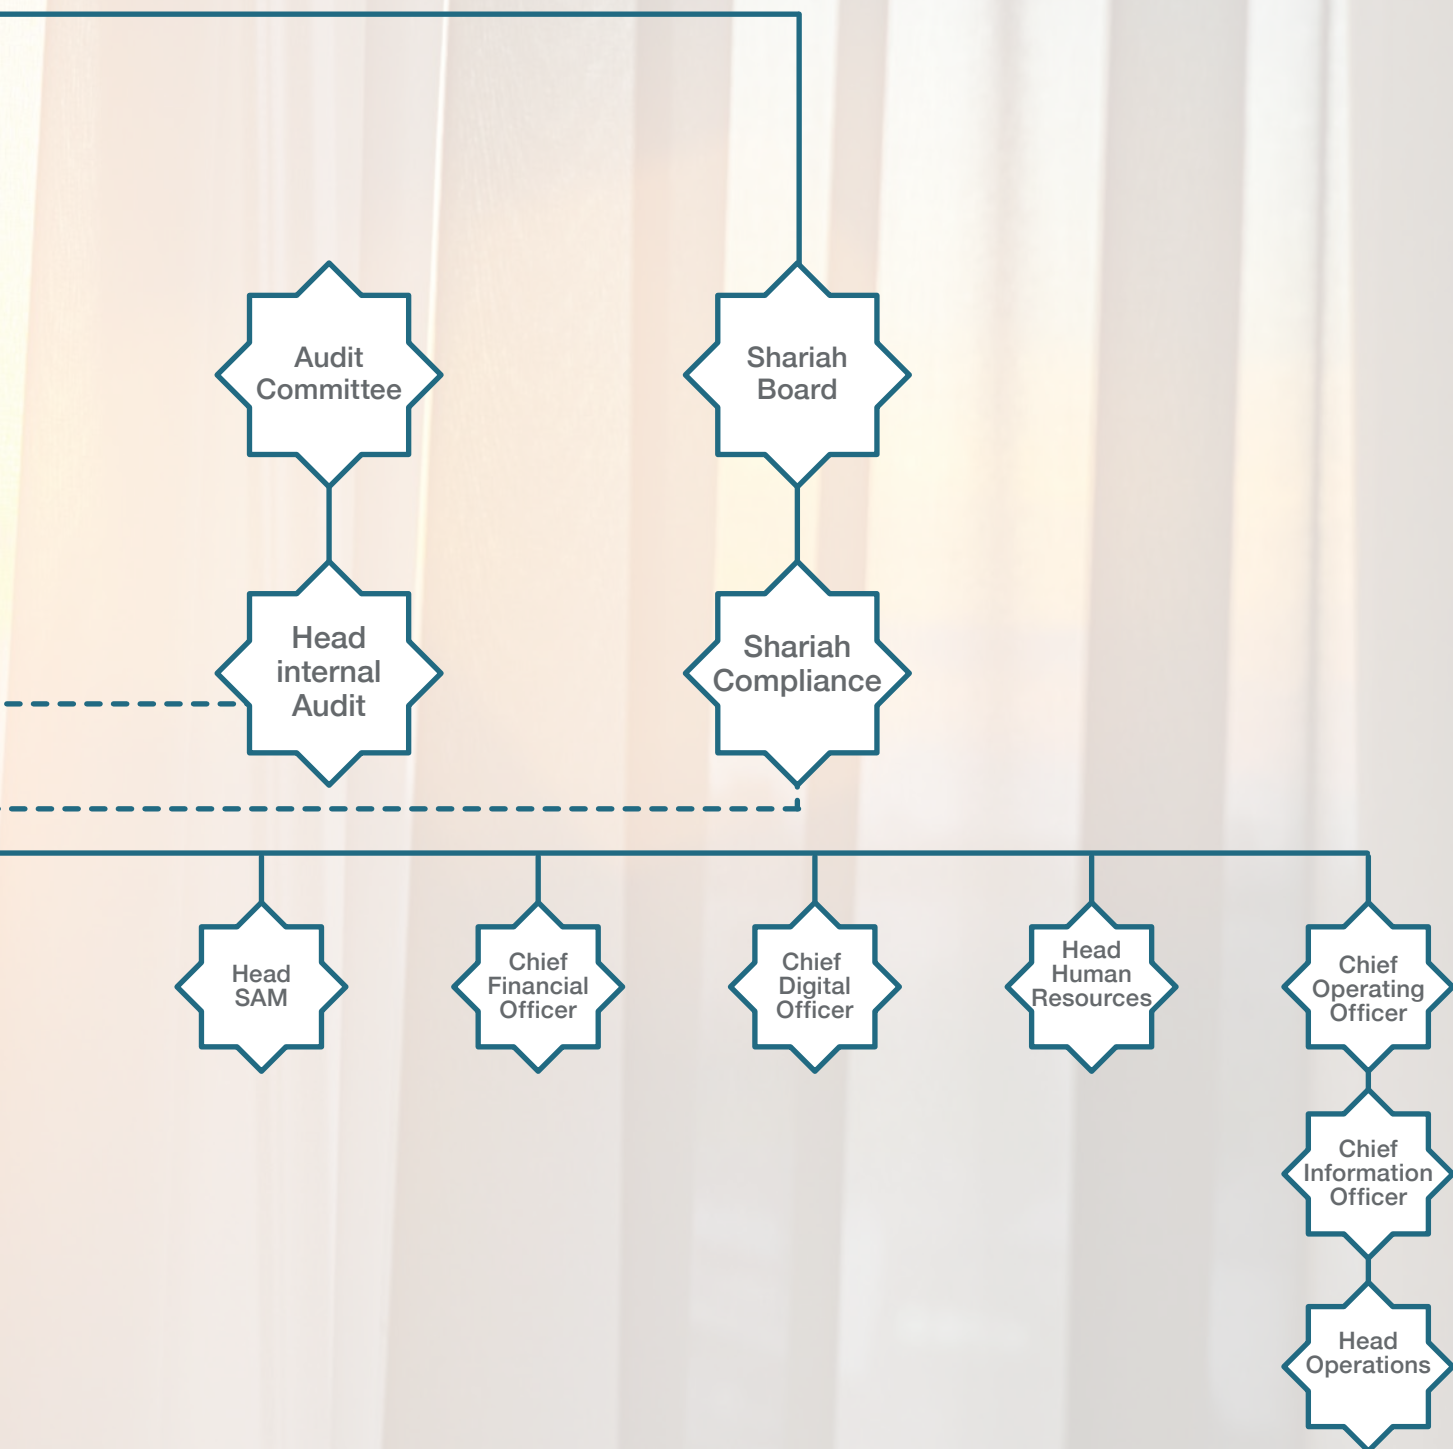 Audit
Committee
Shariah
Board
Head
internal
Audit
Shariah
Compliance
Head
SAM
Chief
Financial
Officer
Chief
Digital
Officer
Head
Human
Resources
Chief
Operating
Officer
Chief
Information
Officer
Head
Operations